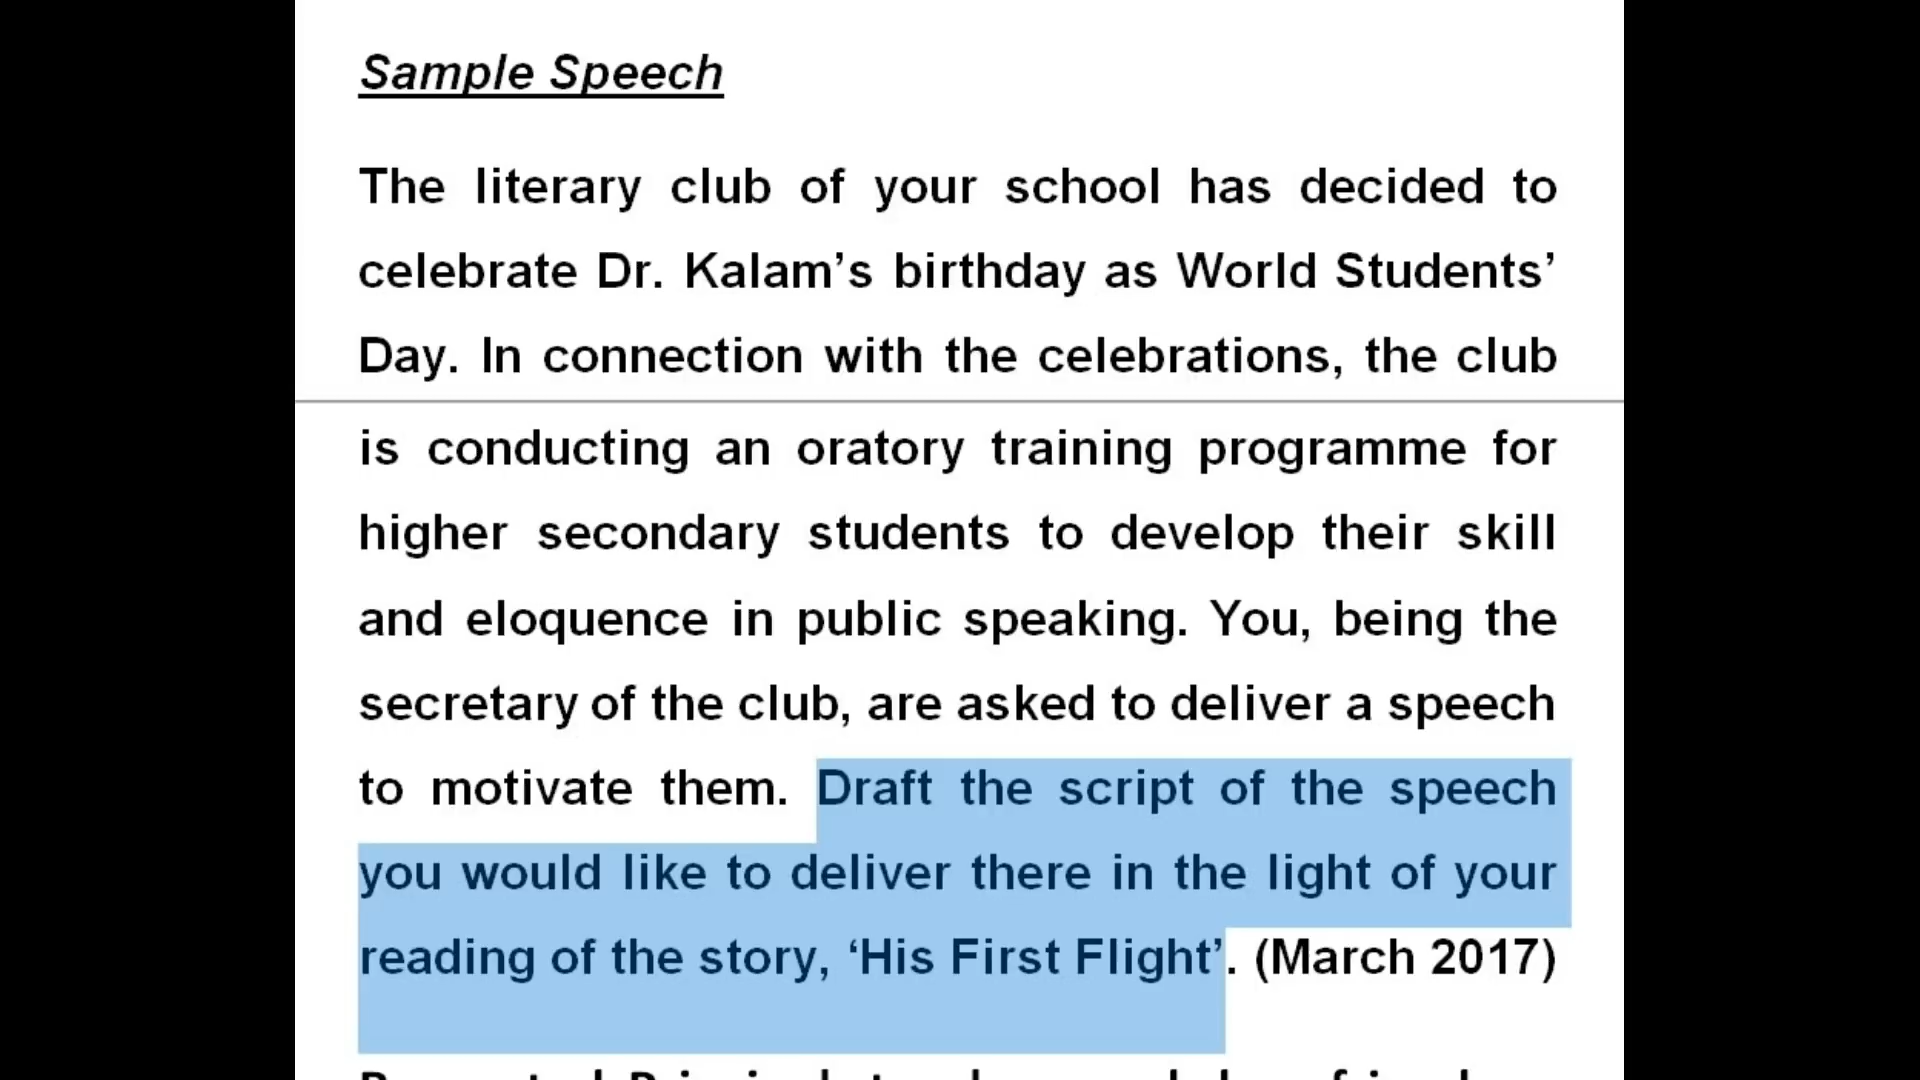 Sample Speech
The literary club of your school has decided to
celebrate Dr. Kalam’s birthday as World Students’
Day. In connection with the celebrations, the club
is conducting an oratory training programme for
higher secondary students to develop their skill
and eloquence in public speaking. You, being the
secretary of the club, are asked to deliver a speech
to motivate them. Draft the script of the speech
you would like to deliver there in the light of your
reading of the story, ‘His First Flight’. (March 2017)